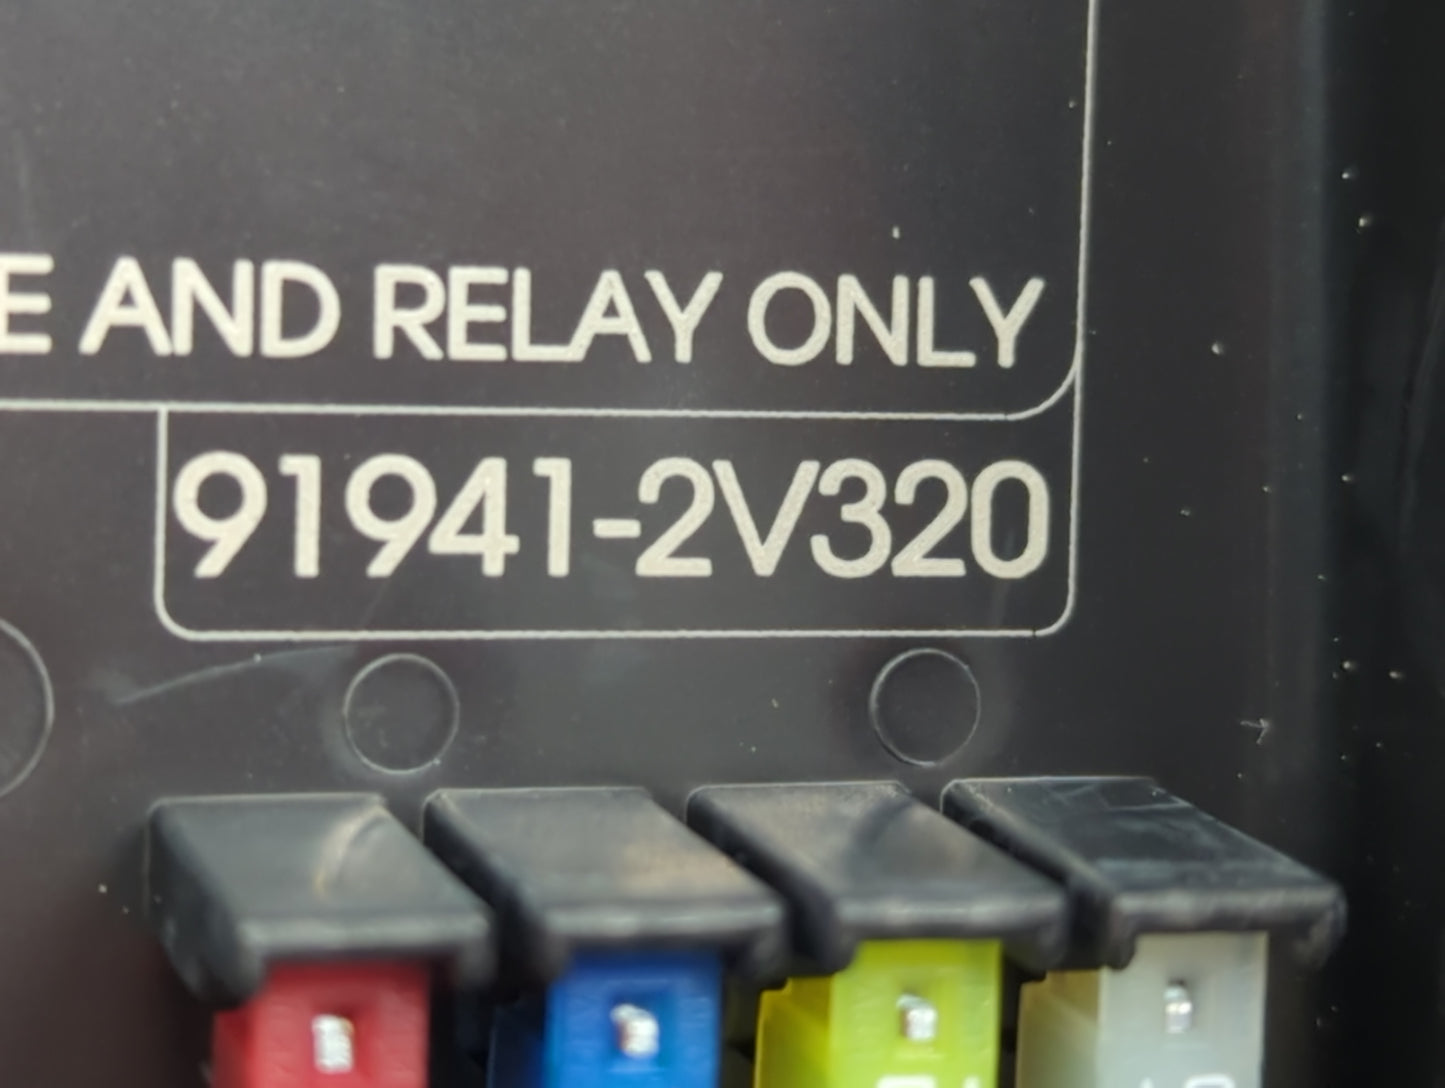 E AND RELAY ONLY
91941-2V320